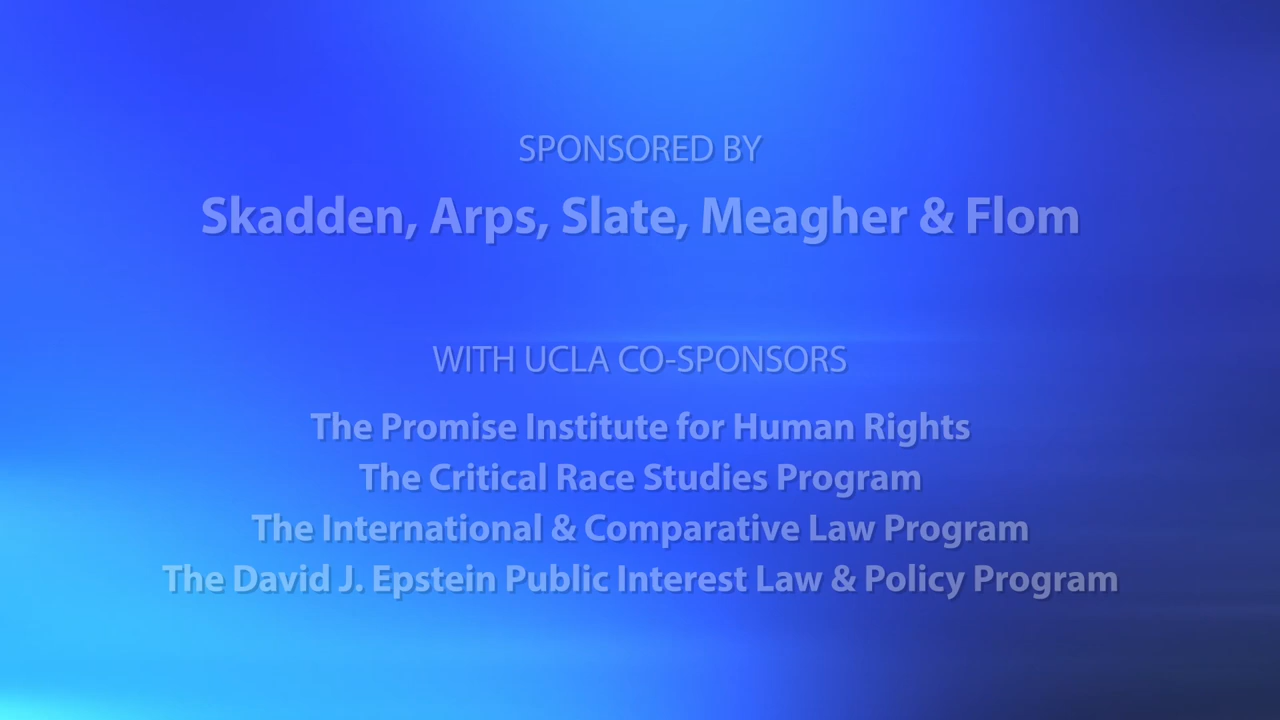 SPONSORED BY
Skadden, Arps, Slate, Meagher & Flom
WITH UCLA CO-SPONSORS
The Promise Institute for Human Rights
The Critical Race Studies Program
The International & Comparative Law Program
The David J. Epstein Public Interest Law & Policy Program